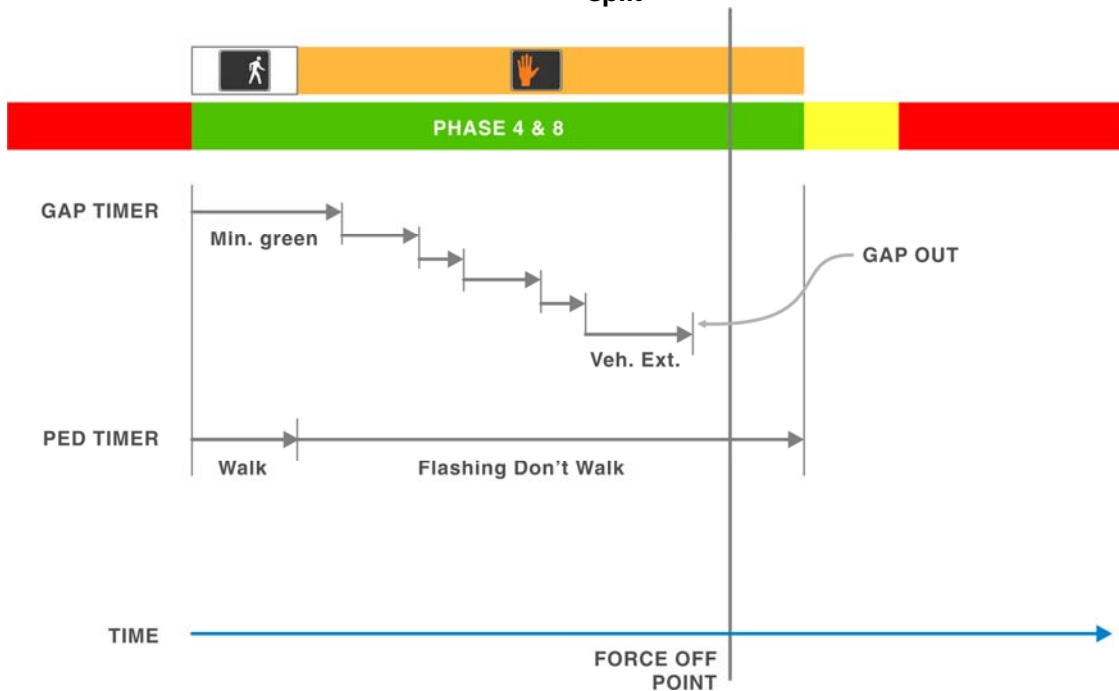 Split
PHASE 4 & 8
GAP TIMER
Min. green
GAP OUT
Veh. Ext.
PED TIMER
Walk
Flashing Don't Walk
TIME
FORCE OFF
POINT